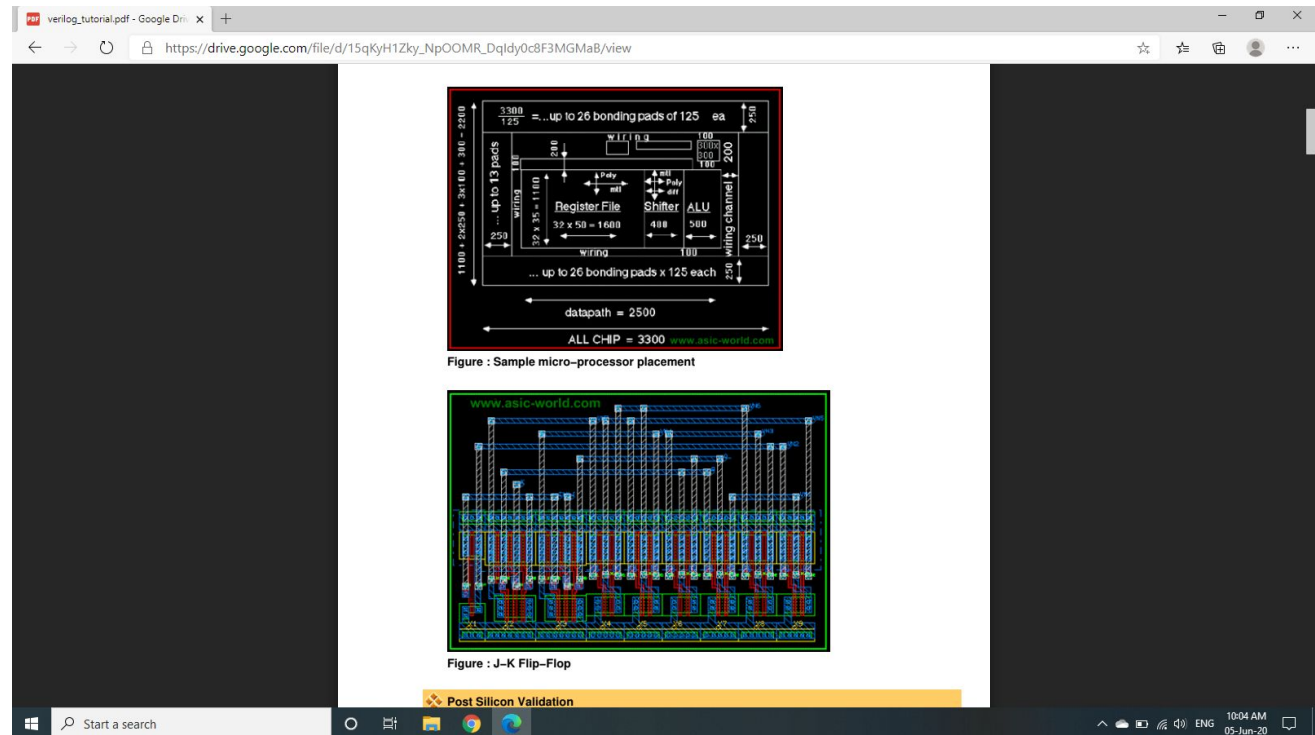 verilog_tutorial.pdf - Google Dri
https://drive.google.com/file/d/15qKyH1Zky_NpOOMR_DqIdy0c8F3MGMaB/view
3300
125
=...up to 26 bonding pads of 125 ea
250
1100 + 2x250 + 3x100 + 300 = 2200
... up to 13 pads
250
wiring
100
200
wiring
100
300x
300
100
200
Poly
mtl
mtl
Poly
diff
32 x 35 = 1100
Register File
32 x 50 = 1600
Shifter
400
ALU
500
wiring channel
250
wiring
100
... up to 26 bonding pads x 125 each
250
datapath = 2500
ALL CHIP = 3300
www.asic-world.com
Figure : Sample micro-processor placement
www.asic-world.com
Figure : J-K Flip-Flop
Post Silicon Validation
Start a search
ENG
10:04 AM
05-Jun-20